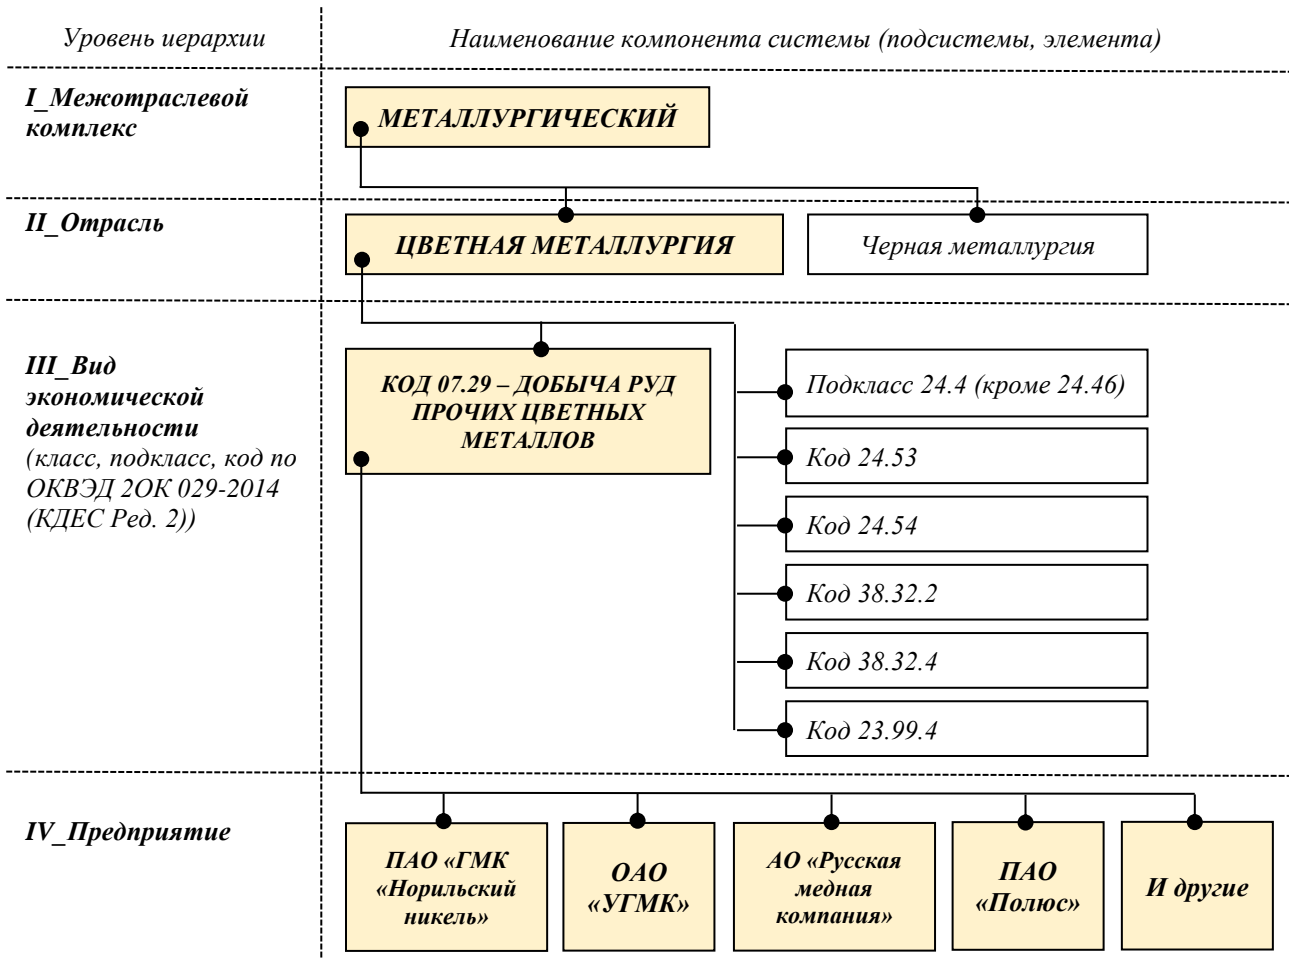 Уровень иерархии
Наименование компонента системы (подсистемы, элемента)
I_Межотраслевой
комплекс
МЕТАЛЛУРГИЧЕСКИЙ
II_Отрасль
ЦВЕТНАЯ МЕТАЛЛУРГИЯ
Черная металлургия
III_Вид
экономической
деятельности
(класс, подкласс, код по
ОКВЭД 2ОК 029-2014
(КДЕС Ред. 2))
КОД 07.29 – ДОБЫЧА РУД
ПРОЧИХ ЦВЕТНЫХ
МЕТАЛЛОВ
Подкласс 24.4 (кроме 24.46)
Код 24.53
Код 24.54
Код 38.32.2
Код 38.32.4
Код 23.99.4
IV_Предприятие
ПАО «ГМК
«Норильский
никель»
ОАО
«УГМК»
АО «Русская
медная
компания»
ПАО
«Полюс»
И другие